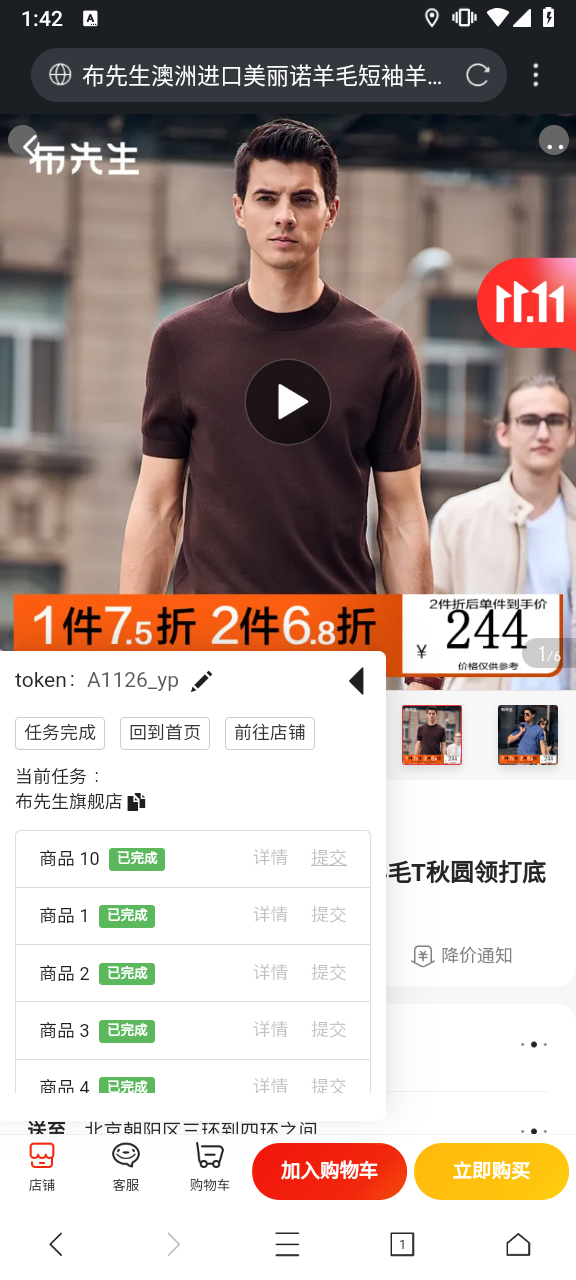 1:42
A
布先生澳洲进口美丽诺羊毛短袖羊...
布先生
11.11
1件7.5折 2件6.8折
2件折后单件到手价
¥ 244
价格仅供参考
1/6
token： A1126_yp
任务完成 回到首页 前往店铺
当前任务：
布先生旗舰店
商品 10 已完成 详情 提交
毛T秋圆领打底
商品 1 已完成 详情 提交
降价通知
商品 2 已完成 详情 提交
商品 3 已完成 详情 提交
商品 4 已完成 详情 提交
送至 北京朝阳区三环到四环之间
店铺 客服 购物车 加入购物车 立即购买
1